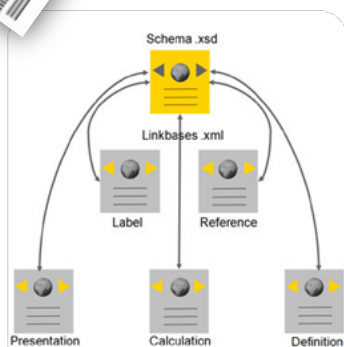 Schema .xsd
Linkbases .xml
Label
Reference
Presentation
Calculation
Definition